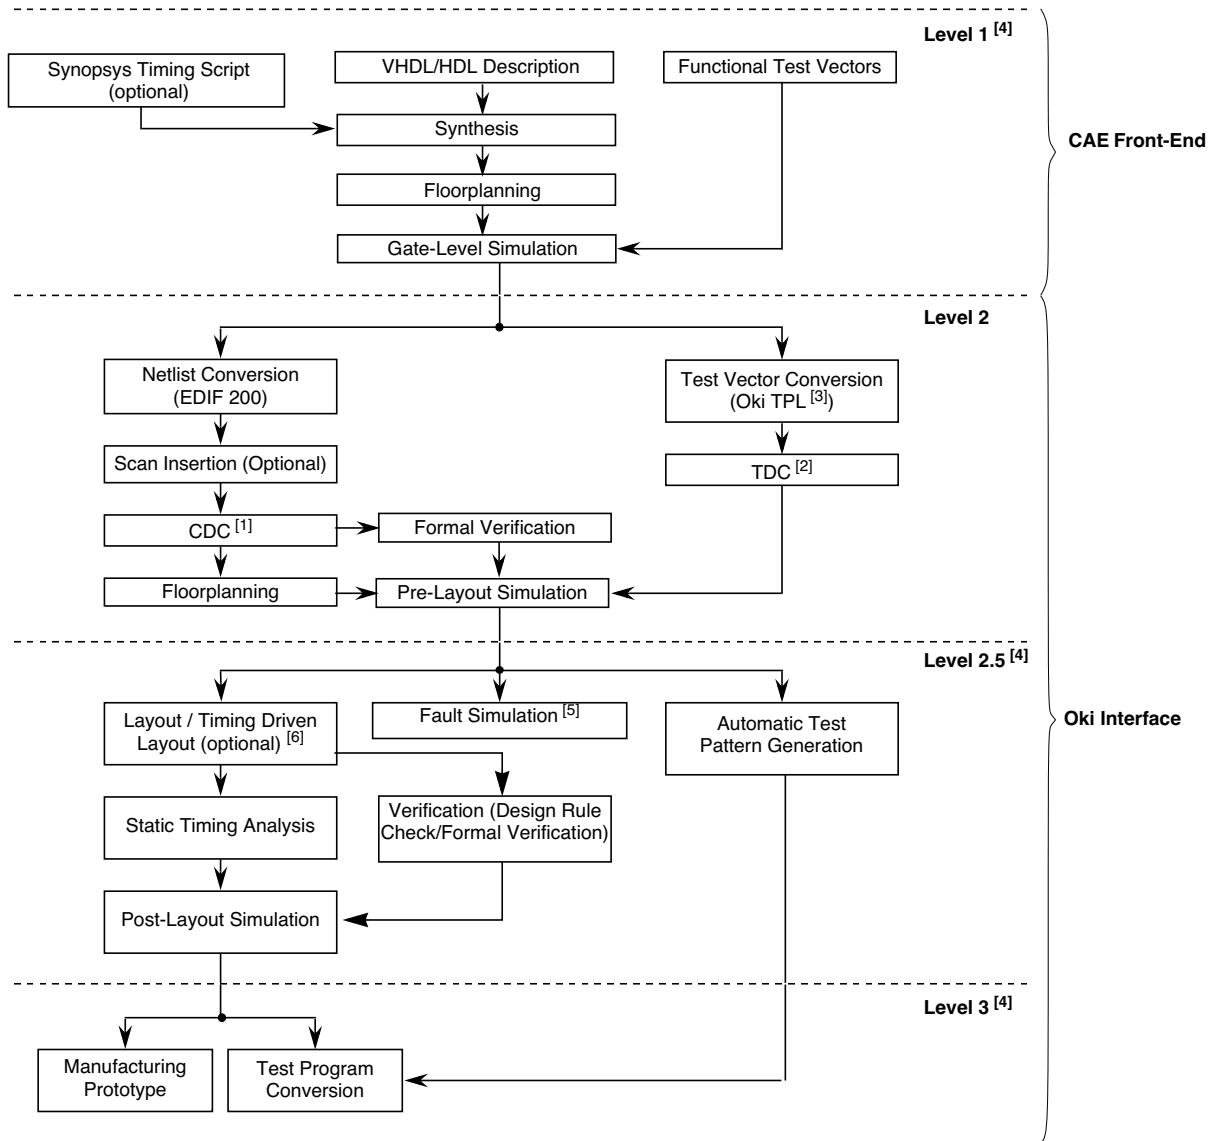 Level 1 [4]
Synopsys Timing Script
(optional)
VHDL/HDL Description
Functional Test Vectors
Synthesis
CAE Front-End
Floorplanning
Gate-Level Simulation
Level 2
Netlist Conversion
(EDIF 200)
Test Vector Conversion
(Oki TPL [3])
Scan Insertion (Optional)
TDC [2]
CDC [1]
Formal Verification
Floorplanning
Pre-Layout Simulation
Level 2.5 [4]
Layout / Timing Driven
Layout (optional) [6]
Fault Simulation [5]
Automatic Test
Pattern Generation
Oki Interface
Static Timing Analysis
Verification (Design Rule
Check/Formal Verification)
Post-Layout Simulation
Level 3 [4]
Manufacturing
Prototype
Test Program
Conversion